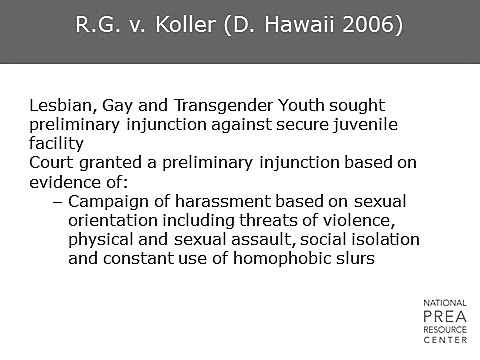 R.G. v. Koller (D. Hawaii 2006)
Lesbian, Gay and Transgender Youth sought
preliminary injunction against secure juvenile
facility
Court granted a preliminary injunction based on
evidence of:
– Campaign of harassment based on sexual
orientation including threats of violence,
physical and sexual assault, social isolation
and constant use of homophobic slurs
NATIONAL
PREA
RESOURCE
CENTER